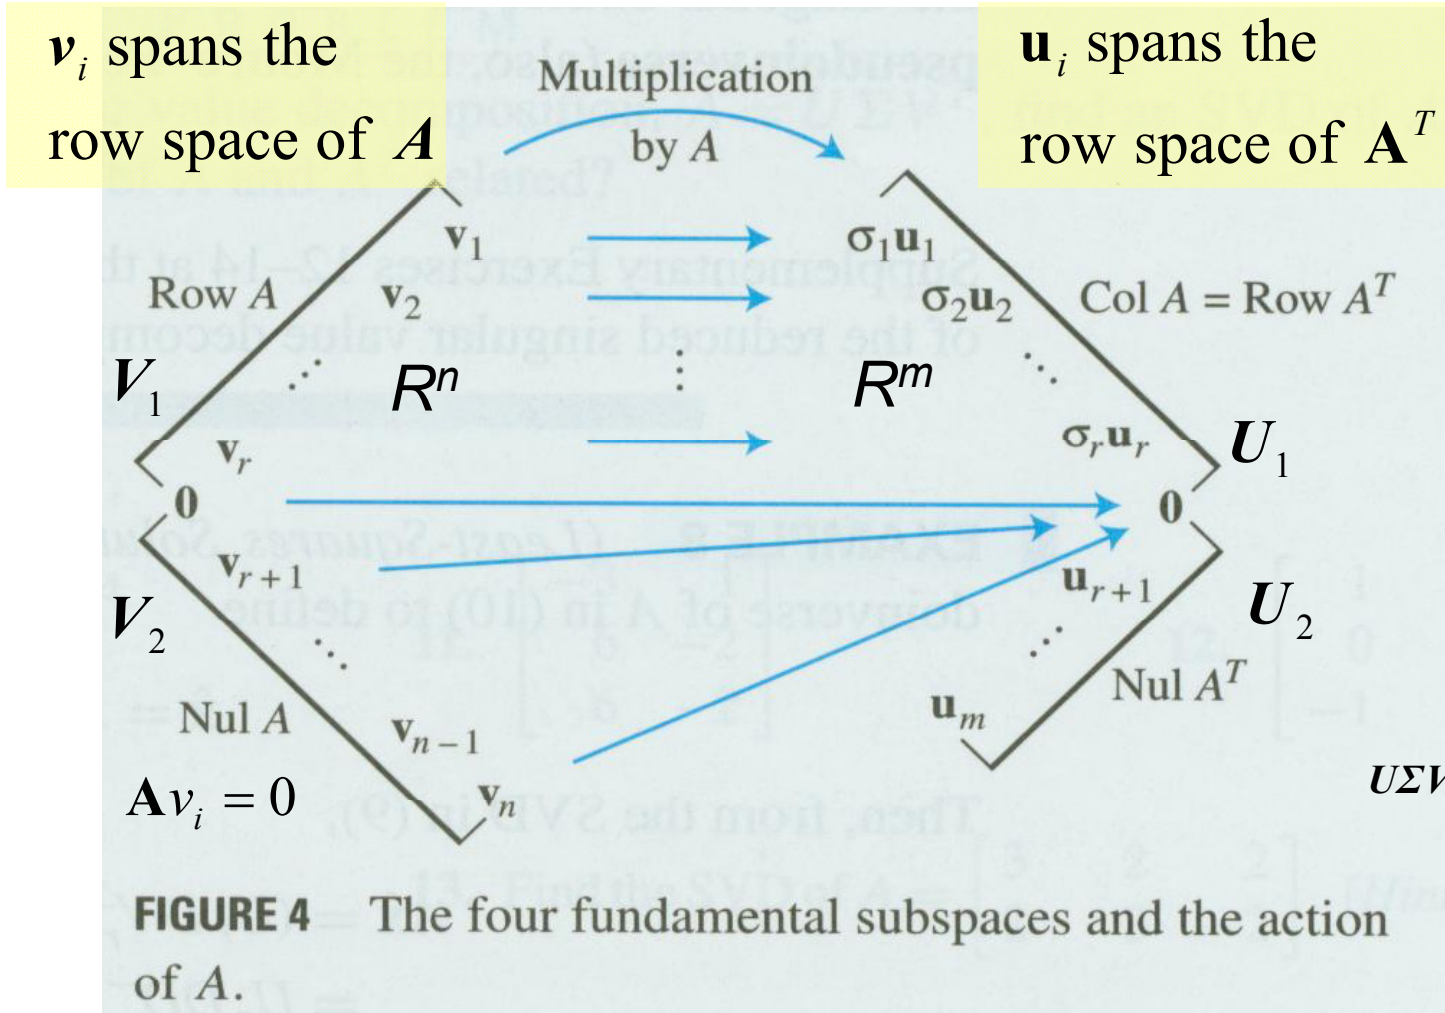 v_i spans the
row space of A
u_i spans the
row space of A^T
Multiplication
by A
v_1
σ_1u_1
Row A
v_2
σ_2u_2
Col A = Row A^T
V_1
R^n
R^m
v_r
σ_ru_r
U_1
0
0
v_{r+1}
u_{r+1}
V_2
U_2
Nul A
Nul A^T
v_{n-1}
u_m
Av_i = 0
v_n
UΣV
FIGURE 4 The four fundamental subspaces and the action
of A.